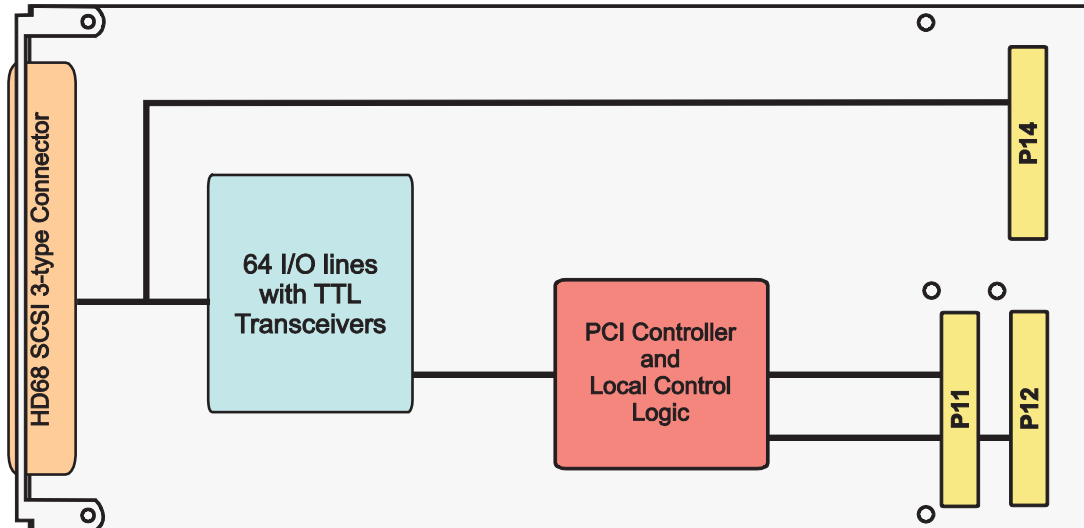 HD68 SCSI 3-type Connector
64 I/O lines
with TTL
Transceivers
PCI Controller
and
Local Control
Logic
P14
P11
P12